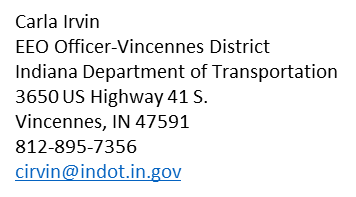 Carla Irvin
EEO Officer-Vincennes District
Indiana Department of Transportation
3650 US Highway 41 S.
Vincennes, IN 47591
812-895-7356
cirvin@indot.in.gov